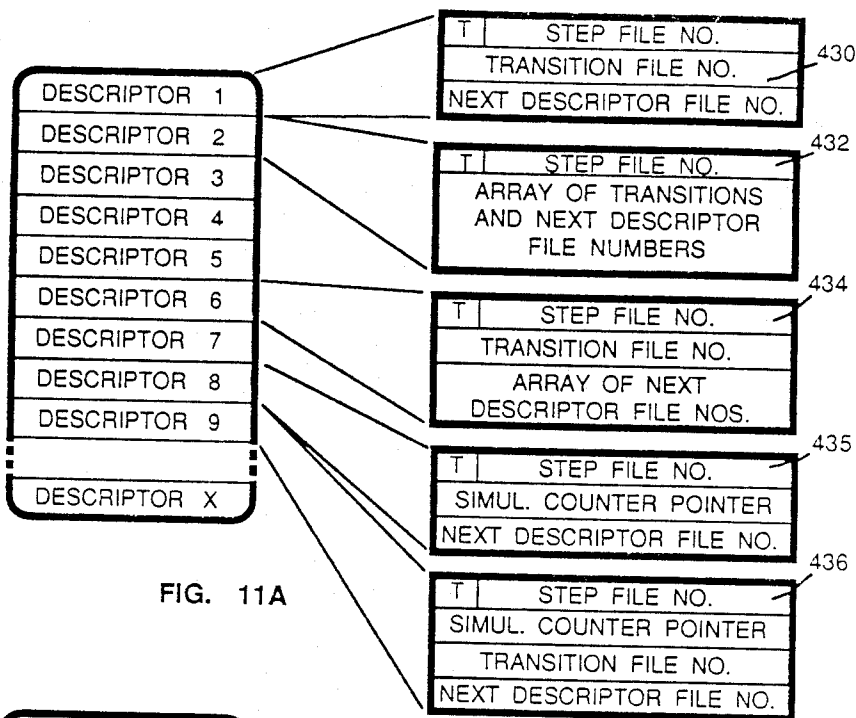 DESCRIPTOR 1
DESCRIPTOR 2
DESCRIPTOR 3
DESCRIPTOR 4
DESCRIPTOR 5
DESCRIPTOR 6
DESCRIPTOR 7
DESCRIPTOR 8
DESCRIPTOR 9
DESCRIPTOR X
FIG. 11A
T STEP FILE NO.
TRANSITION FILE NO.
NEXT DESCRIPTOR FILE NO.
430
T STEP FILE NO.
ARRAY OF TRANSITIONS
AND NEXT DESCRIPTOR
FILE NUMBERS
432
T STEP FILE NO.
TRANSITION FILE NO.
ARRAY OF NEXT
DESCRIPTOR FILE NOS.
434
T STEP FILE NO.
SIMUL. COUNTER POINTER
NEXT DESCRIPTOR FILE NO.
435
T STEP FILE NO.
SIMUL. COUNTER POINTER
TRANSITION FILE NO.
NEXT DESCRIPTOR FILE NO.
436